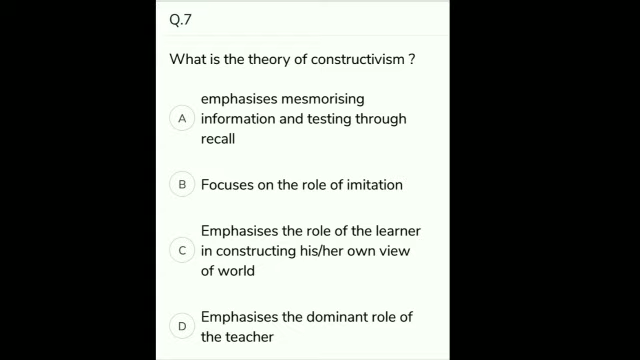 Q.7
What is the theory of constructivism ?
emphasises mesmorising
A
information and testing through
recall
B Focuses on the role of imitation
Emphasises the role of the learner
C
in constructing his/her own view
of world
Emphasises the dominant role of
D
the teacher